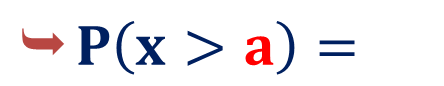 P(x > a) =